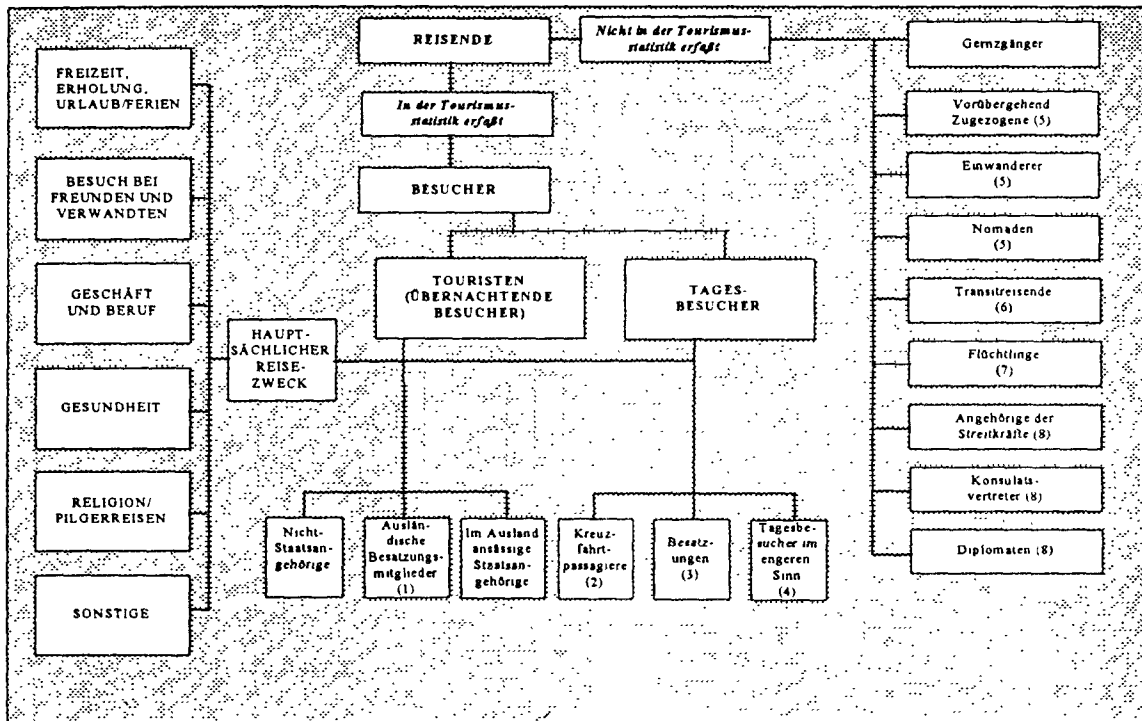 REISENDE
Nicht in der Tourismus-
statistik erfaßt
In der Tourismus-
statistik erfaßt
BESUCHER
TOURISTEN
(ÜBERNACHTENDE
BESUCHER)
TAGES-
BESUCHER
HAUPT-
SÄCHLICHER
REISE-
ZWECK
FREIZEIT,
ERHOLUNG,
URLAUB/FERIEN
BESUCH BEI
FREUNDEN UND
VERWANDTEN
GESCHÄFT
UND BERUF
GESUNDHEIT
RELIGION/
PILGERREISEN
SONSTIGE
Nicht-
Staatsan-
gehörige
Auslän-
dische
Besatzungs-
mitglieder
(1)
Im Ausland
ansässige
Staatsan-
gehörige
Kreuz-
fahrt-
passagiere
(2)
Besatz-
ungen
(3)
Tagesbe-
sucher im
engeren
Sinn
(4)
Gernzgänger
Vorübergehend
Zugezogene (5)
Einwanderer
(5)
Nomaden
(5)
Transitreisende
(6)
Flüchtlinge
(7)
Angehörige der
Streitkräfte (8)
Konsulats-
vertreter (8)
Diplomaten (8)